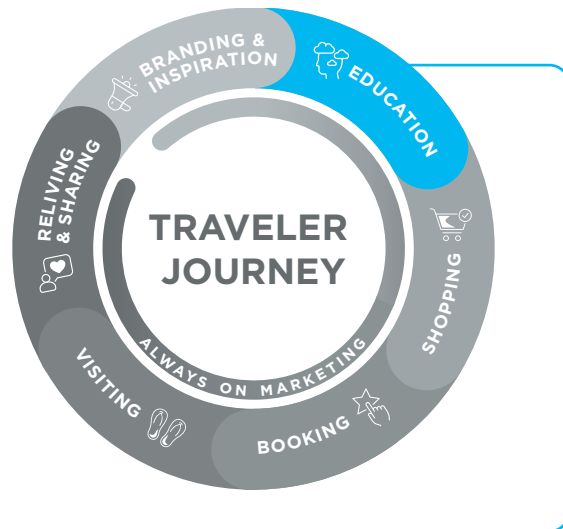 BRANDING &
INSPIRATION
EDUCATION
SHOPPING
BOOKING
VISITING
RELIVING
& SHARING
TRAVELER
JOURNEY
ALWAYS ON MARKETING